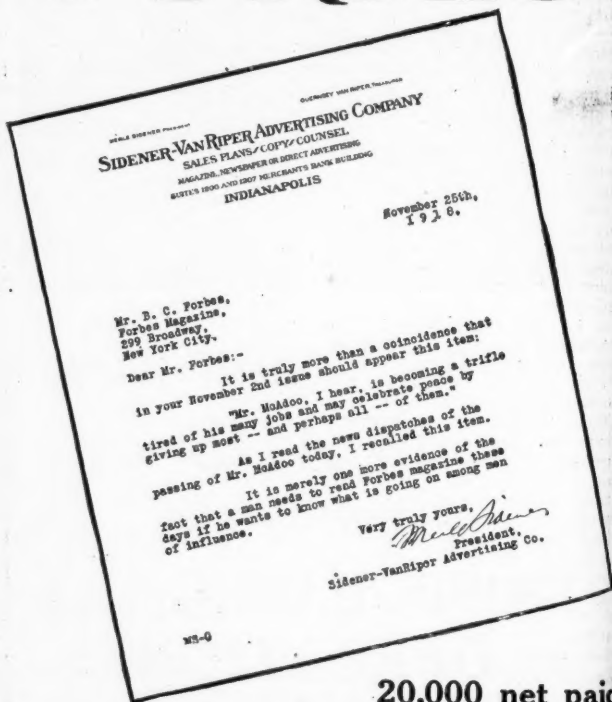 MERLE SIDENER PRESIDENT
GUERNSEY VAN RIPER, TREASURER
SIDENER-VAN RIPER ADVERTISING COMPANY
SALES PLANS/COPY/COUNSEL
MAGAZINE, NEWSPAPER OR DIRECT ADVERTISING
SUITES 1206 AND 1207 MERCHANTS BANK BUILDING
INDIANAPOLIS
November 25th,
1918.
Mr. B. C. Forbes,
Forbes Magazine,
299 Broadway,
New York City.
Dear Mr. Forbes:-
It is truly more than a coincidence that
in your November 2nd issue should appear this item:
"Mr. McAdoo, I hear, is becoming a trifle
tired of his many jobs and may celebrate peace by
giving up most -- and perhaps all -- of them."
As I read the news dispatches of the
passing of Mr. McAdoo today, I recalled this item.
It is merely one more evidence of the
fact that a man needs to read Forbes magazine these
days if he wants to know what is going on among men
of influence.
Very truly yours,
Merle Sidener
President,
Sidener-VanRiper Advertising Co.
MS-G
20,000 net paid